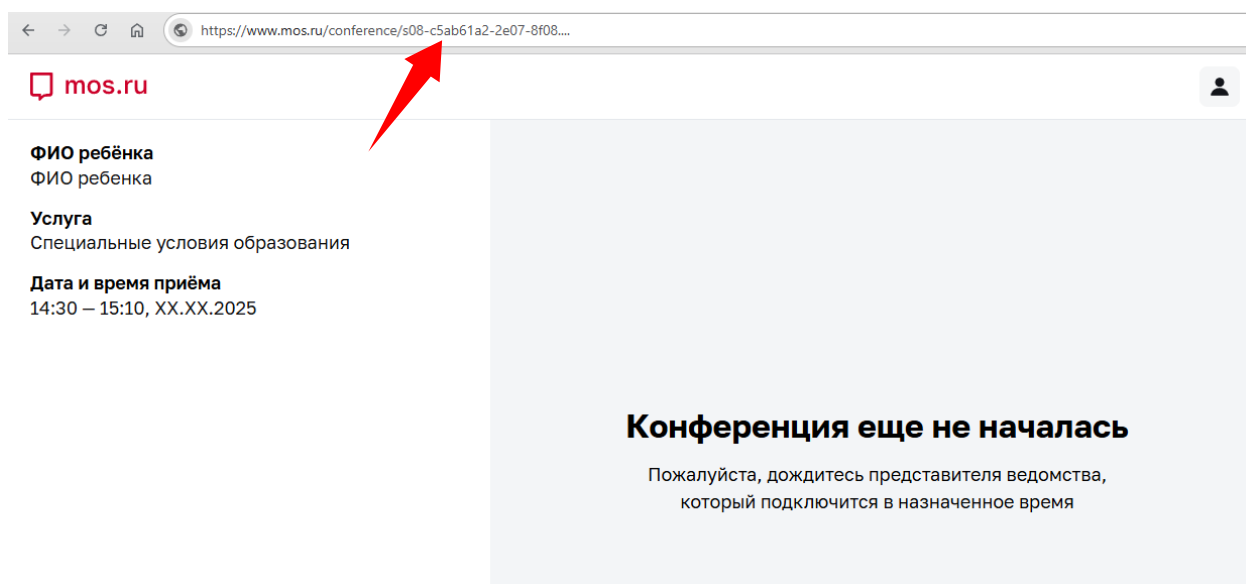 https://www.mos.ru/conference/s08-c5ab61a2-2e07-8f08....
mos.ru
ФИО ребёнка
ФИО ребенка
Услуга
Специальные условия образования
Дата и время приёма
14:30 — 15:10, XX.XX.2025
Конференция еще не началась
Пожалуйста, дождитесь представителя ведомства,
который подключится в назначенное время